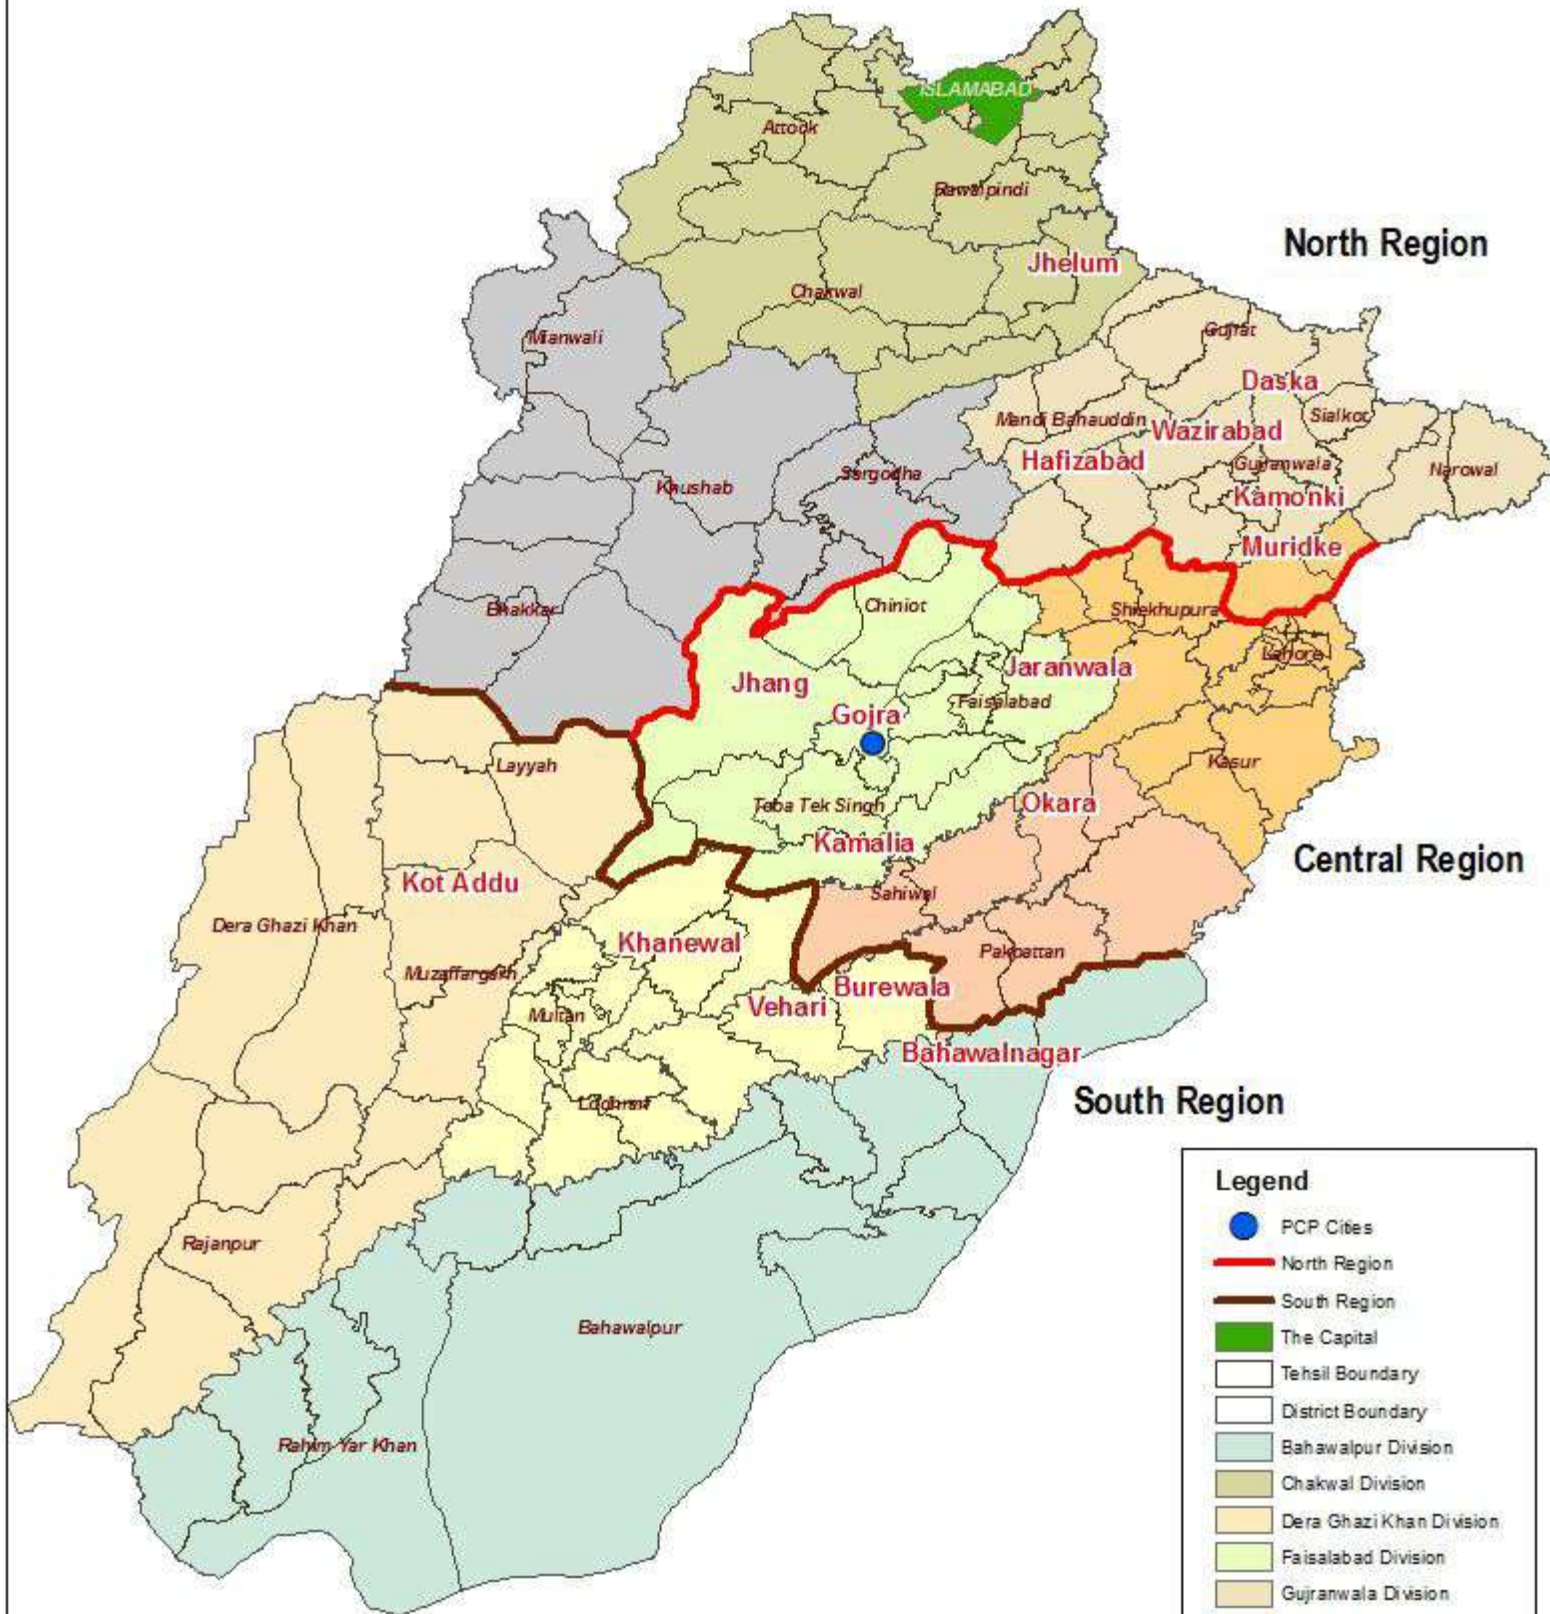 ISLAMABAD
Attock
Rawalpindi
North Region
Jhelum
Chakwal
Mianwali
Gujrat
Daska
Mandi Bahauddin
Sialkot
Wazirabad
Hafizabad
Gujranwala
Narowal
Sargodha
Khushab
Kamonki
Muridke
Bhakkar
Chiniot
Shiekhupura
Lahore
Jaranwala
Jhang
Faisalabad
Gojra
Layyah
Kasur
Toba Tek Singh
Okara
Kamalia
Central Region
Kot Addu
Sahiwal
Dera Ghazi Khan
Khanewal
Pakpattan
Muzaffargarh
Burewala
Vehari
Multan
Bahawalnagar
South Region
Lodhran
Rajanpur
Bahawalpur
Rahim Yar Khan
Legend
PCP Cities
North Region
South Region
The Capital
Tehsil Boundary
District Boundary
Bahawalpur Division
Chakwal Division
Dera Ghazi Khan Division
Faisalabad Division
Gujranwala Division